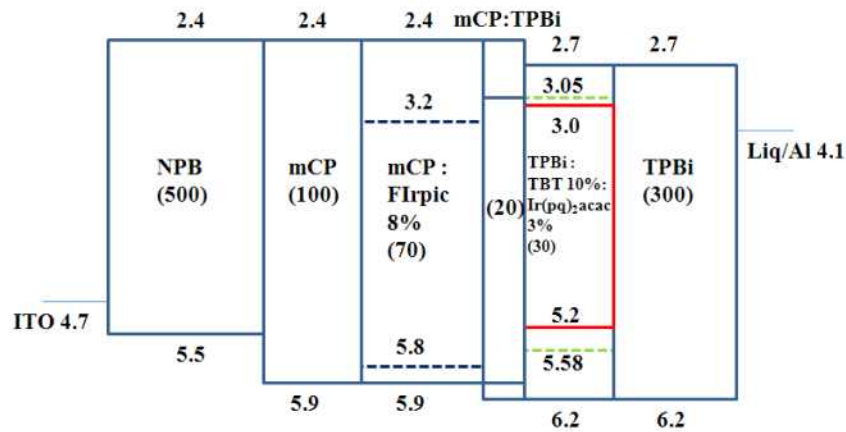 2.4 2.4 2.4 mCP:TPBi
2.7 2.7
3.05
3.2
3.0
Liq/Al 4.1
NPB
(500)
mCP
(100)
mCP :
FIrpic
8%
(70)
(20)
TPBi :
TBT 10%:
Ir(pq)₂acac
3%
(30)
TPBi
(300)
ITO 4.7
5.2
5.5
5.8
5.58
5.9 5.9
6.2 6.2